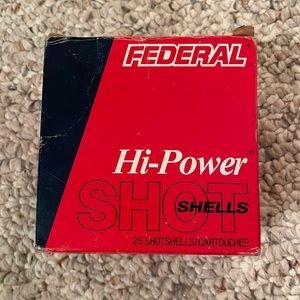 FEDERAL®
Hi-Power®
SHOT
SHELLS
25 SHOTSHELLS/CARTOUCHES